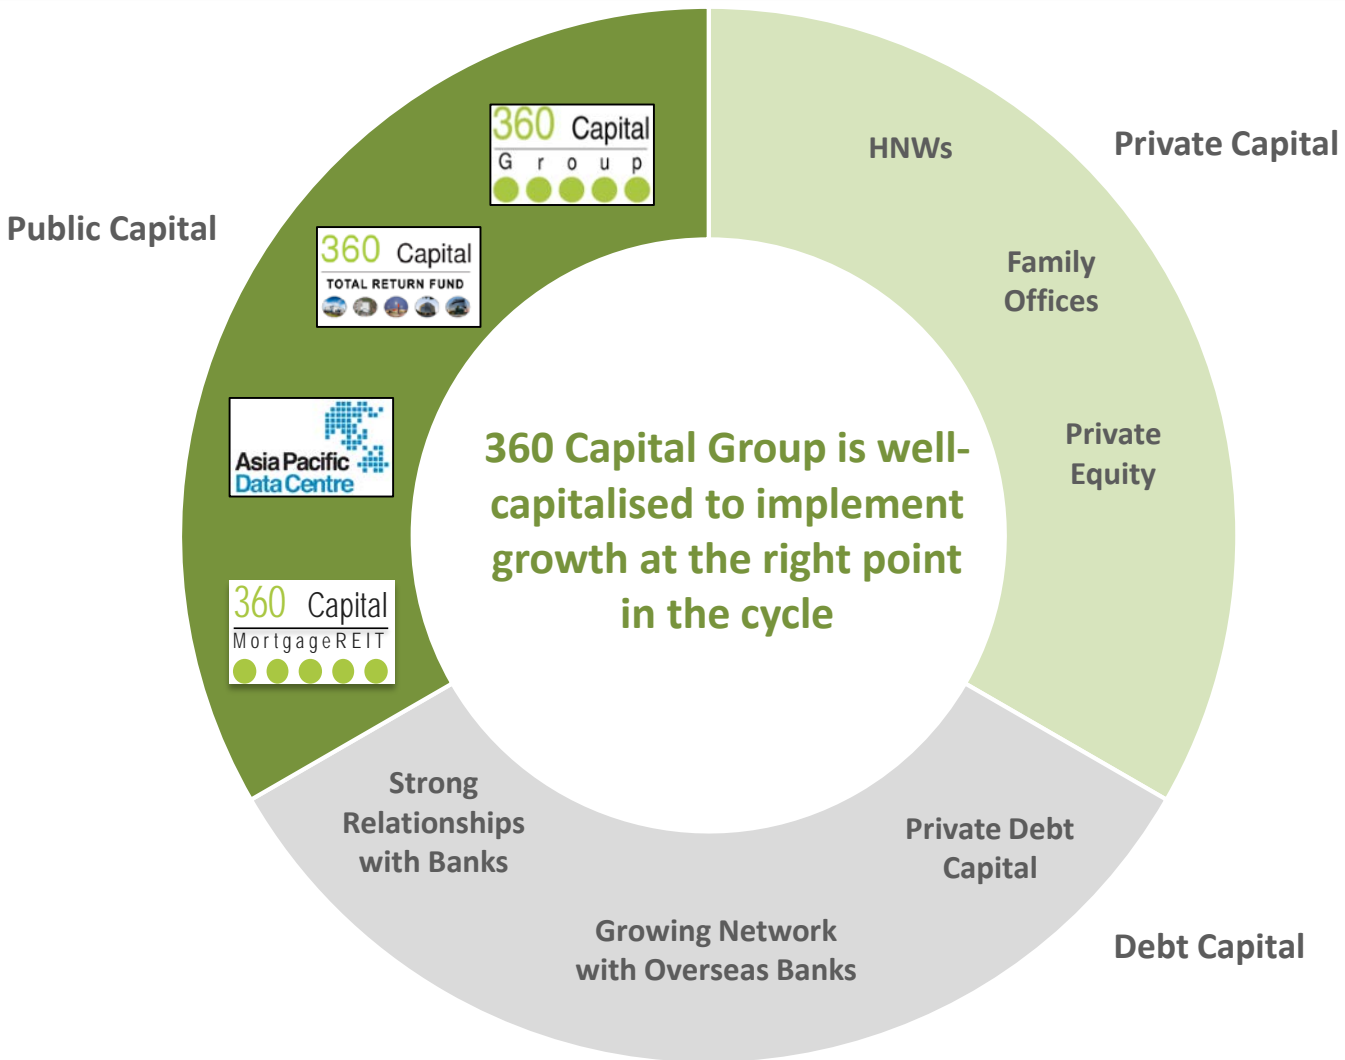 Public Capital
360 Capital
Group
360 Capital
TOTAL RETURN FUND
Asia Pacific
Data Centre
360 Capital
MortgageREIT
HNWs
Private Capital
Family
Offices
Private
Equity
360 Capital Group is well-
capitalised to implement
growth at the right point
in the cycle
Strong
Relationships
with Banks
Growing Network
with Overseas Banks
Private Debt
Capital
Debt Capital